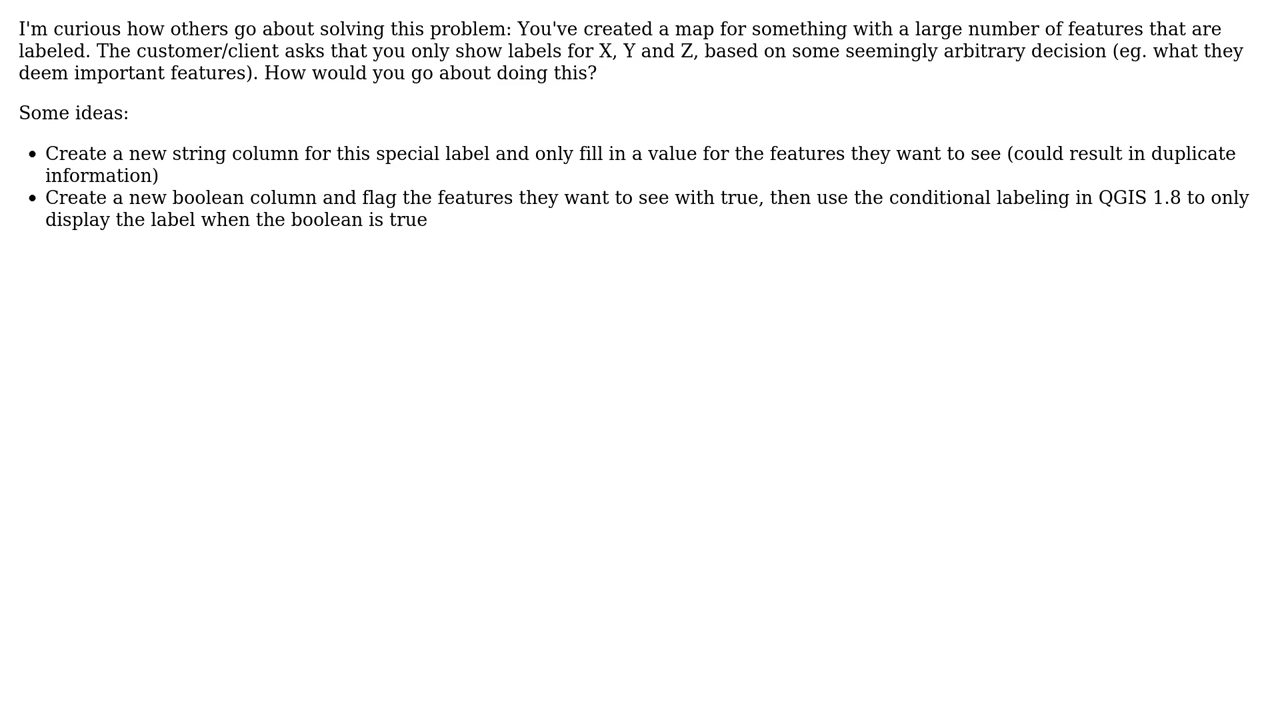 I'm curious how others go about solving this problem: You've created a map for something with a large number of features that are
labeled. The customer/client asks that you only show labels for X, Y and Z, based on some seemingly arbitrary decision (eg. what they
deem important features). How would you go about doing this?
Some ideas:
• Create a new string column for this special label and only fill in a value for the features they want to see (could result in duplicate
information)
• Create a new boolean column and flag the features they want to see with true, then use the conditional labeling in QGIS 1.8 to only
display the label when the boolean is true